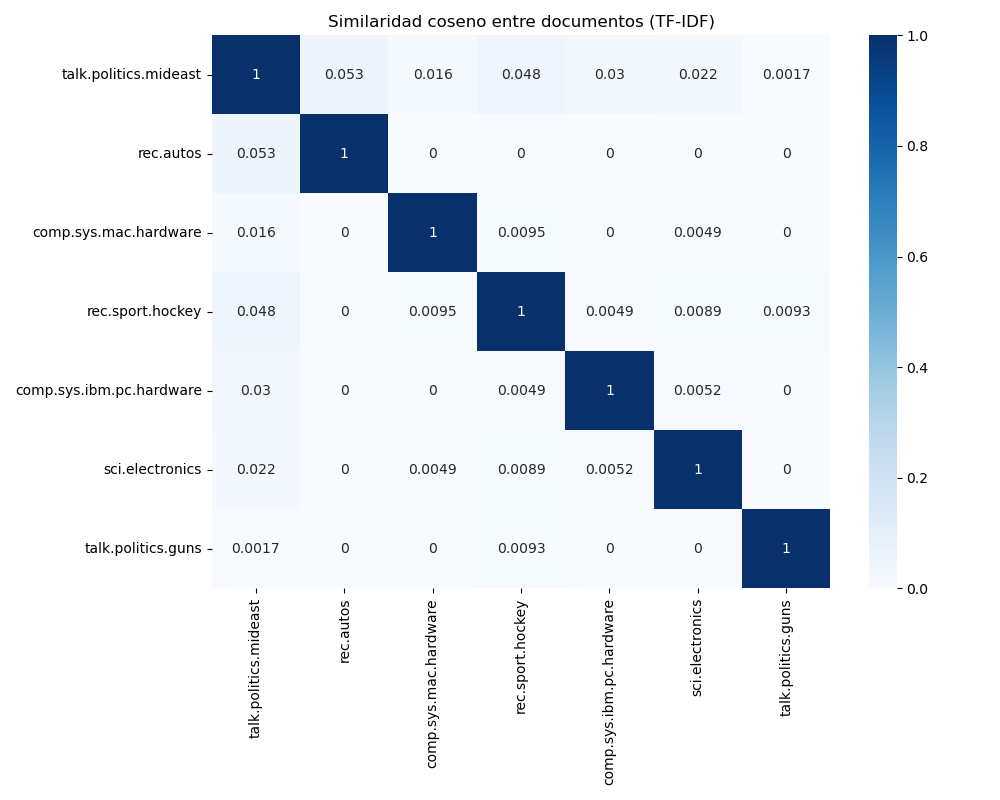 Similaridad coseno entre documentos (TF-IDF)
talk.politics.mideast 1 0.053 0.016 0.048 0.03 0.022 0.0017
rec.autos 0.053 1 0 0 0 0 0
comp.sys.mac.hardware 0.016 0 1 0.0095 0 0.0049 0
rec.sport.hockey 0.048 0 0.0095 1 0.0049 0.0089 0.0093
comp.sys.ibm.pc.hardware 0.03 0 0 0.0049 1 0.0052 0
sci.electronics 0.022 0 0.0049 0.0089 0.0052 1 0
talk.politics.guns 0.0017 0 0 0.0093 0 0 1
talk.politics.mideast
rec.autos
comp.sys.mac.hardware
rec.sport.hockey
comp.sys.ibm.pc.hardware
sci.electronics
talk.politics.guns
1.0
0.8
0.6
0.4
0.2
0.0